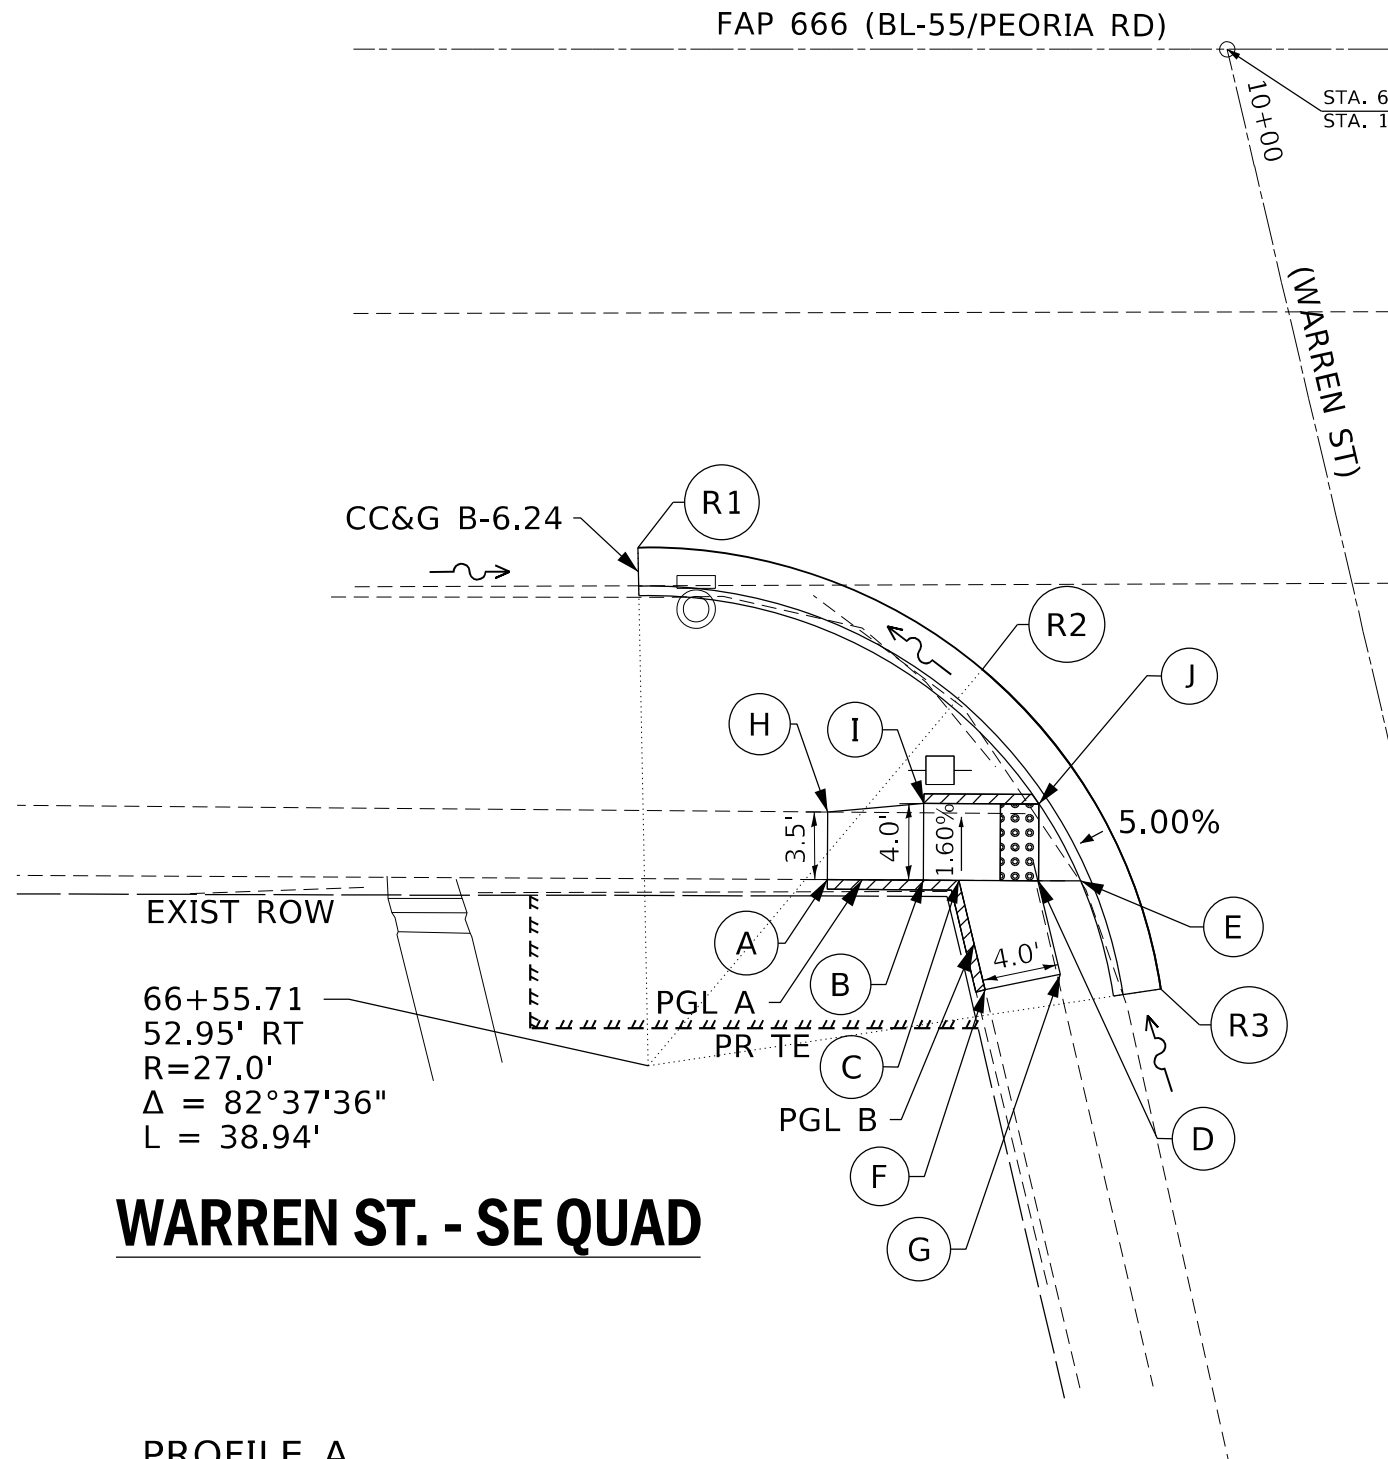 FAP 666 (BL-55/PEORIA RD)
10+00
STA. 6
STA. 1
(WARREN ST)
R1
CC&G B-6.24
R2
J
H
I
5.00%
3.5'
4.0'
1.60%
EXIST ROW
A
E
4.0'
B
PGL A
66+55.71
52.95' RT
R=27.0'
Δ = 82°37'36"
L = 38.94'
PR TE
R3
C
PGL B
D
F
G
WARREN ST. - SE QUAD
PROFILE A